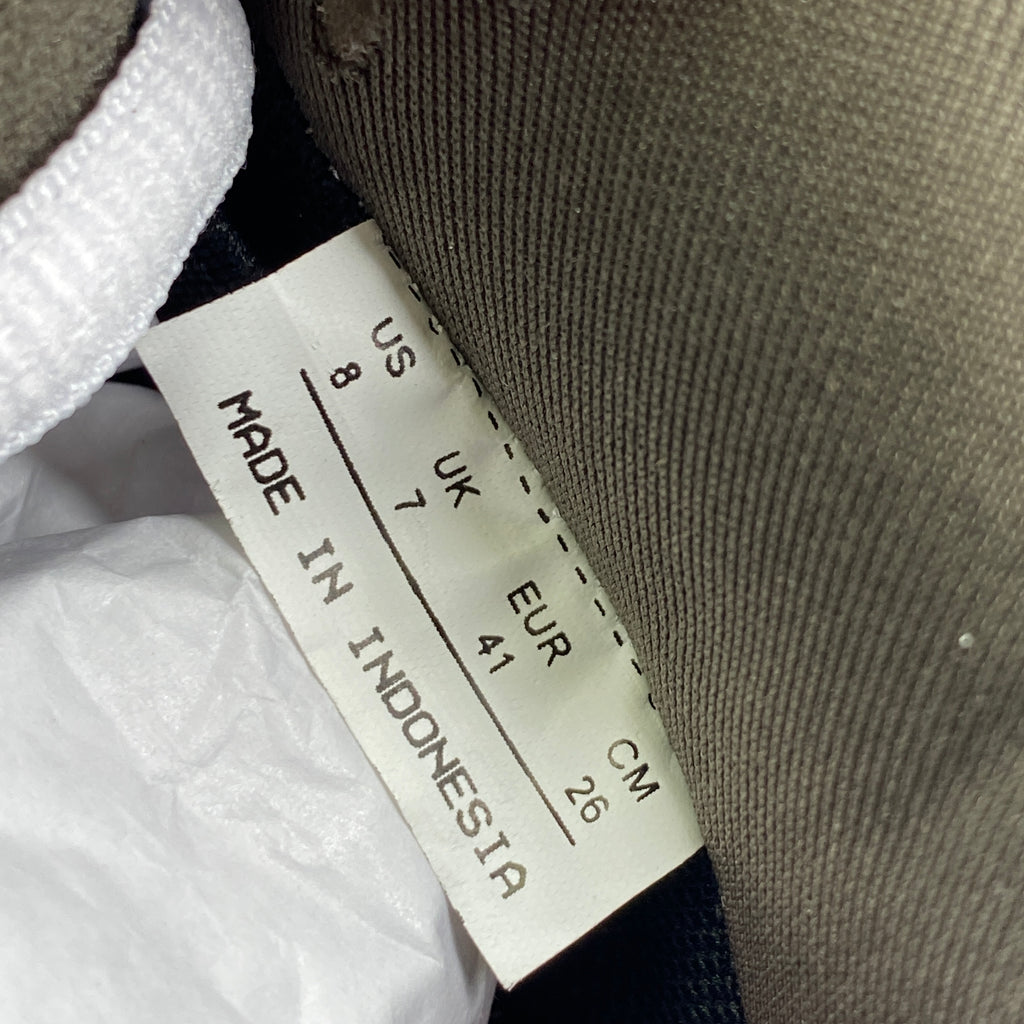 US UK EUR CM
8 7 41 26
MADE IN INDONESIA